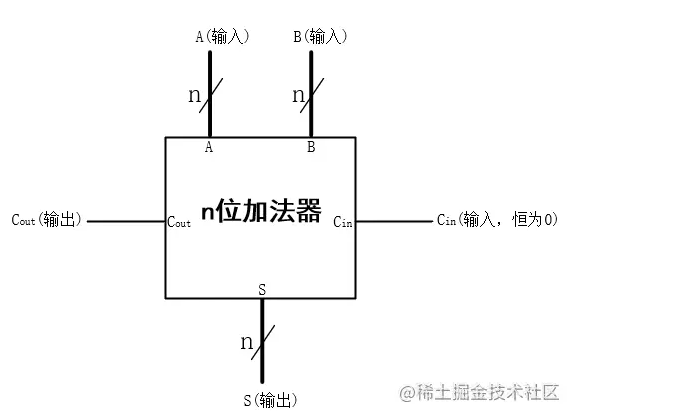 A(输入) B(输入)
n n
A B
Cout(输出) Cout n位加法器 Cin Cin(输入，恒为0)
S
n
S(输出)
@稀土掘金技术社区